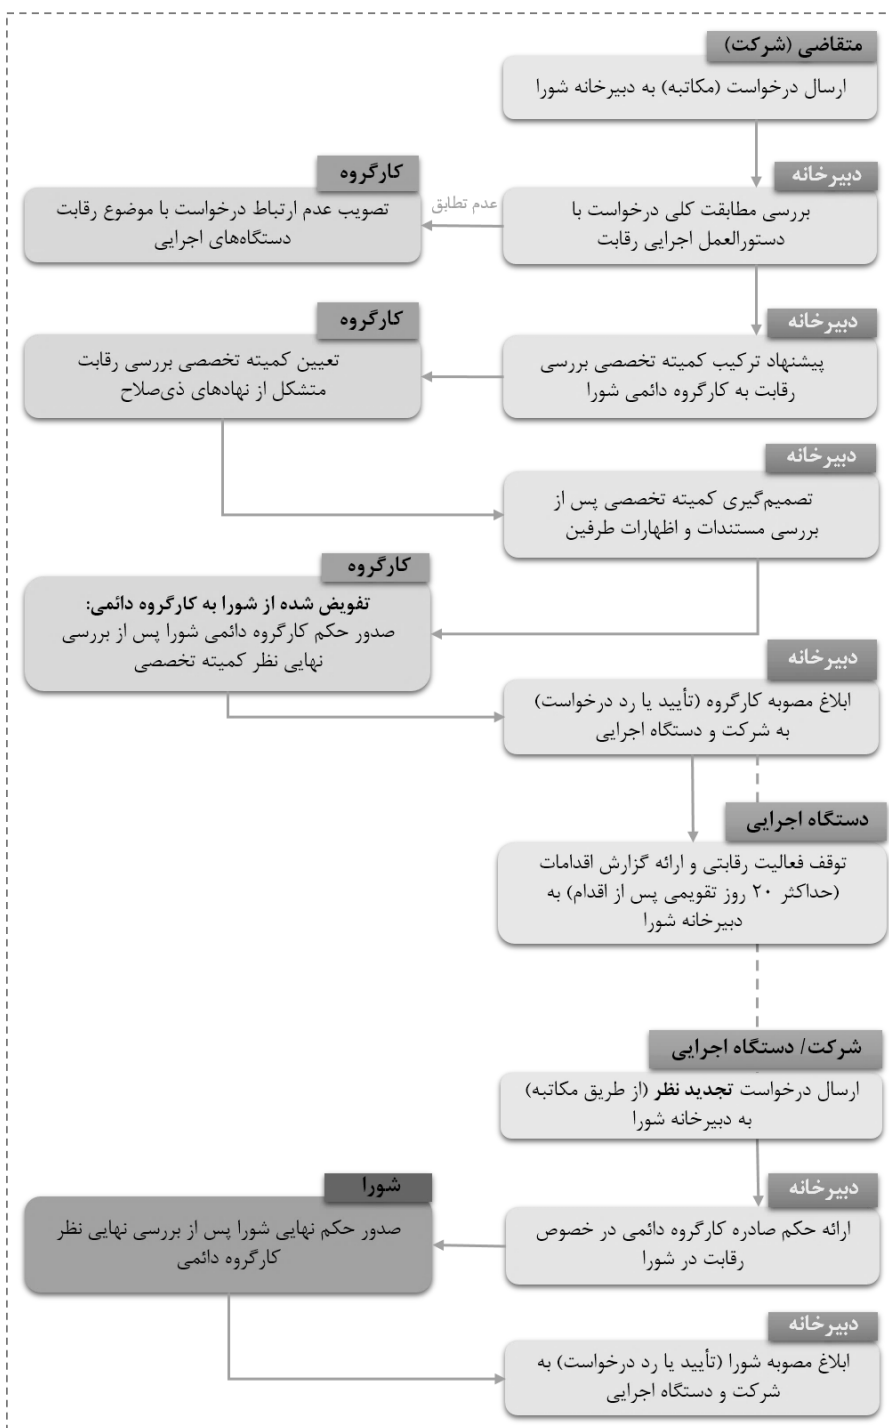 متقاضی (شرکت)
ارسال درخواست (مکاتبه) به دبیرخانه شورا
دبیرخانه
بررسی مطابقت کلی درخواست با
دستورالعمل اجرایی رقابت
عدم تطابق
کارگروه
تصویب عدم ارتباط درخواست با موضوع رقابت
دستگاه‌های اجرایی
دبیرخانه
پیشنهاد ترکیب کمیته تخصصی بررسی
رقابت به کارگروه دائمی شورا
کارگروه
تعیین کمیته تخصصی بررسی رقابت
متشکل از نهادهای ذی‌صلاح
دبیرخانه
تصمیم‌گیری کمیته تخصصی پس از
بررسی مستندات و اظهارات طرفین
کارگروه
تفویض شده از شورا به کارگروه دائمی:
صدور حکم کارگروه دائمی شورا پس از بررسی
نهایی نظر کمیته تخصصی
دبیرخانه
ابلاغ مصوبه کارگروه (تأیید یا رد درخواست)
به شرکت و دستگاه اجرایی
دستگاه اجرایی
توقف فعالیت رقابتی و ارائه گزارش اقدامات
(حداکثر ۲۰ روز تقویمی پس از اقدام) به
دبیرخانه شورا
شرکت/ دستگاه اجرایی
ارسال درخواست تجدید نظر (از طریق مکاتبه)
به دبیرخانه شورا
دبیرخانه
ارائه حکم صادره کارگروه دائمی در خصوص
رقابت در شورا
شورا
صدور حکم نهایی شورا پس از بررسی نهایی نظر
کارگروه دائمی
دبیرخانه
ابلاغ مصوبه شورا (تأیید یا رد درخواست) به
شرکت و دستگاه اجرایی